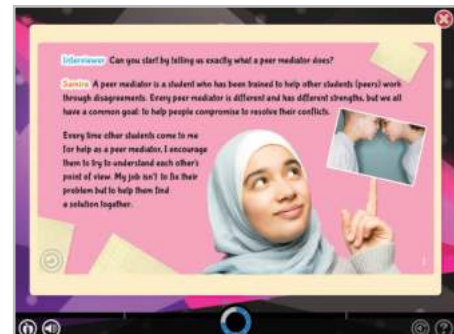 Interviewer Can you start by telling us exactly what a peer mediator does?
Samira A peer mediator is a student who has been trained to help other students (peers) work
through disagreements. Every peer mediator is different and has different strengths, but we all
have a common goal: to help people compromise to resolve their conflicts.
Every time other students come to me
for help as a peer mediator, I encourage
them to try to understand each other's
point of view. My job isn't to fix their
problem but to help them find
a solution together.